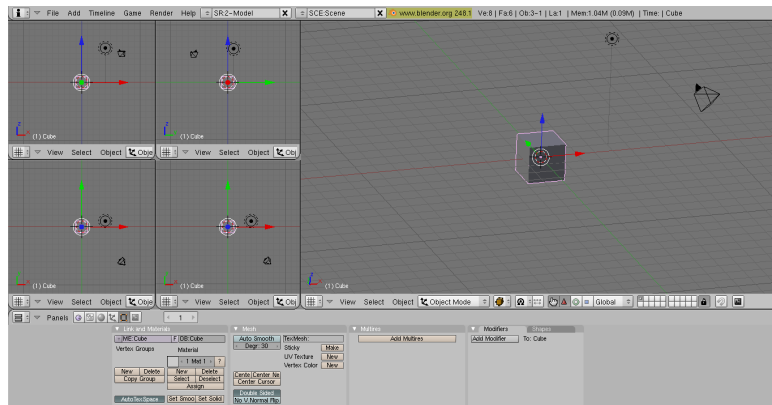 File Add Timeline Game Render Help SR:2-Model X SCE:Scene X www.blender.org 248.1 Ve:8 | Fa:6 | Ob:3-1 | La:1 | Mem:1.04M (0.09M) | Time: | Cube
z x (1) Cube
z (1) Cube
View Select Object Obje
View Select Object Obj
y x (1) Cube
y x (1) Cube
z x (1) Cube
View Select Object Obje
View Select Object Obj
View Select Object Object Mode Global
Panels 1
Link and Materials
ME:Cube F OB:Cube
Vertex Groups Material
1 Mat 1 ?
New Delete New Delete
Copy Group Select Deselect
Assign
AutoTexSpace Set Smoo Set Solid
Mesh
Auto Smooth TexMesh:
Degr: 30 Sticky Make
UV Texture New
Vertex Color New
Cente Center Ne
Center Cursor
Double Sided
No V.Normal Flip
Multires
Add Multires
Modifiers Shapes
Add Modifier To: Cube